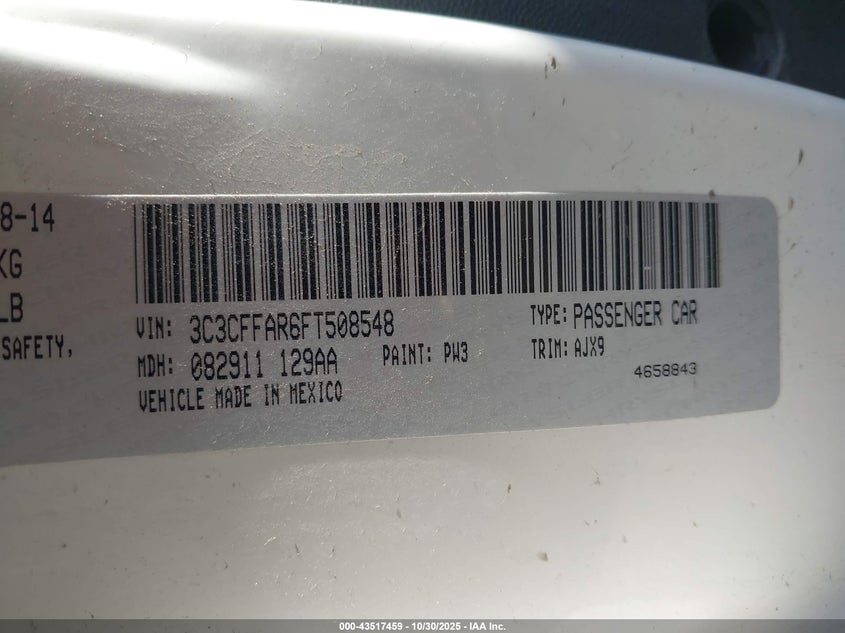 8-14
KG
LB
SAFETY,
VIN: 3C3CFFAR6FT508548
TYPE: PASSENGER CAR
MDH: 082911 129AA
PAINT: PW3
TRIM: AJX9
4658843
VEHICLE MADE IN MEXICO
000-43517459 - 10/30/2025 - IAA Inc.